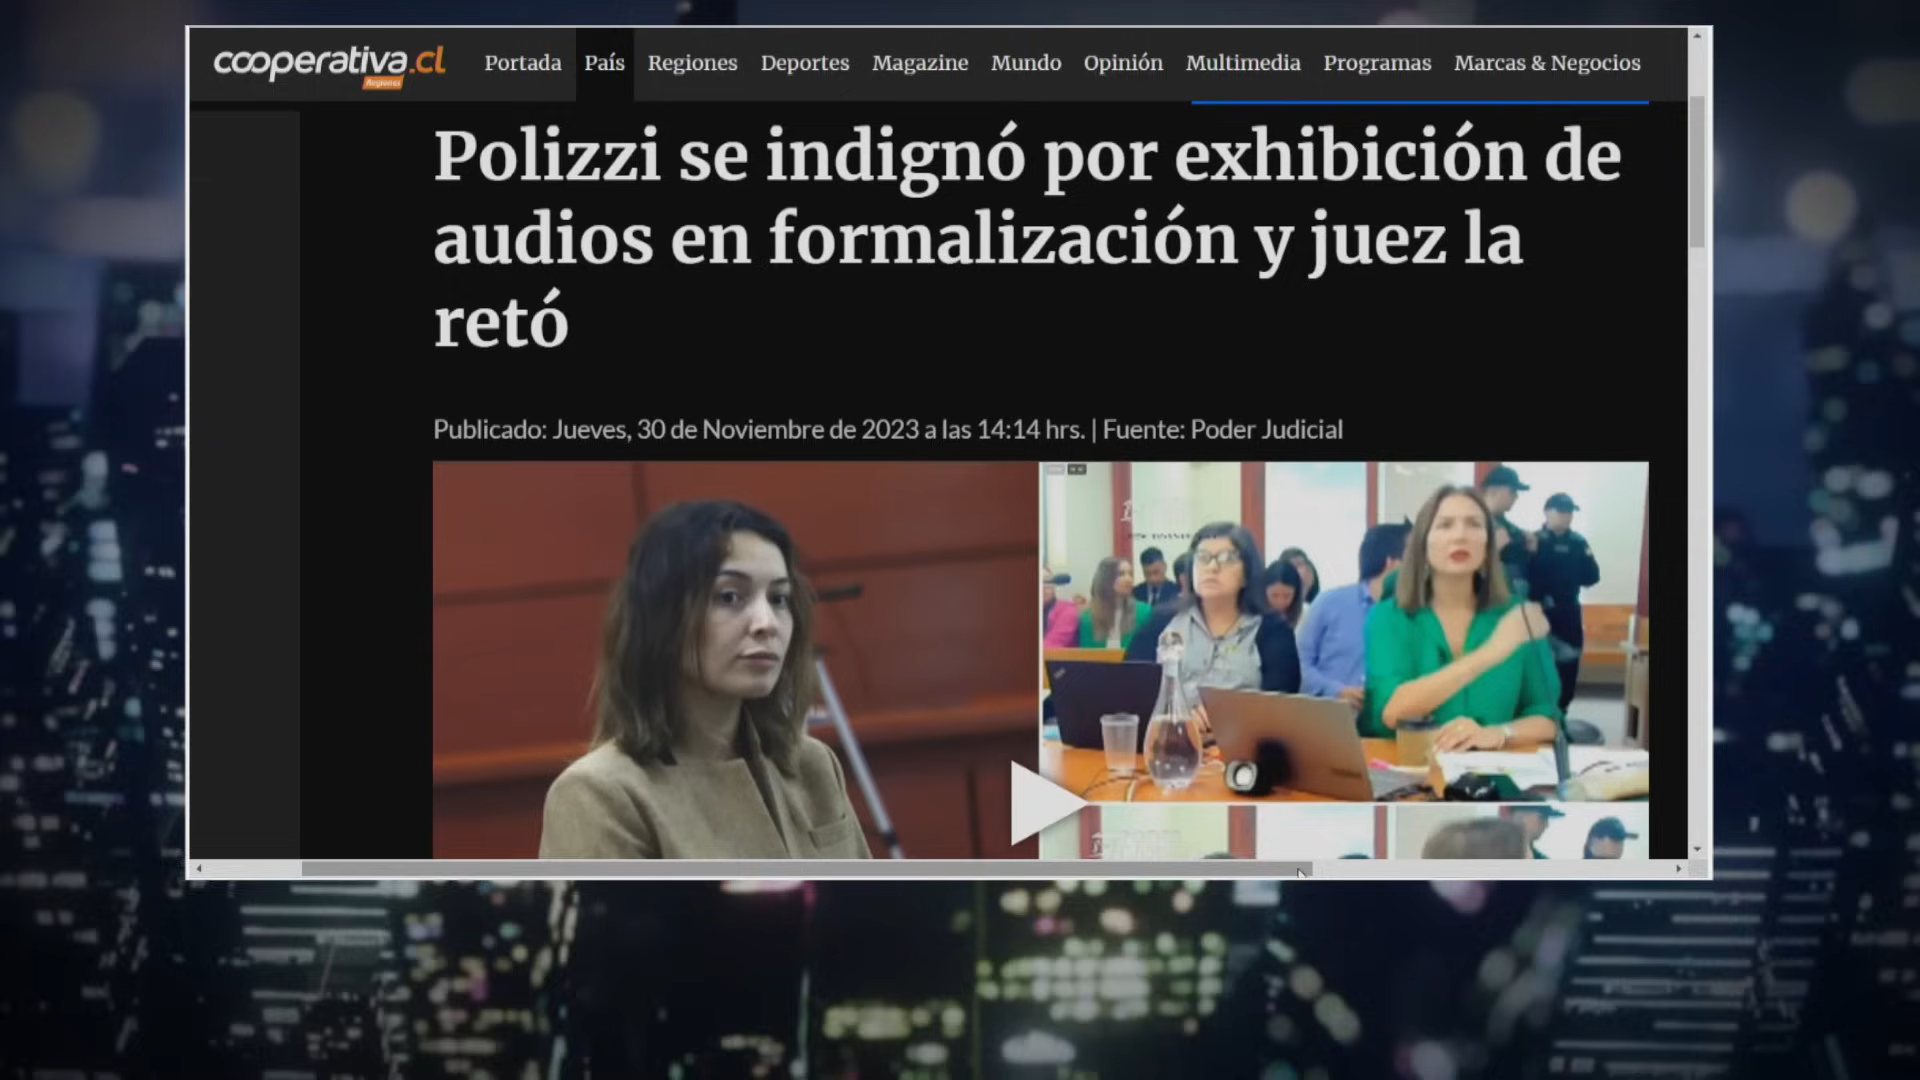 cooperativa.cl
Regiones
Portada País Regiones Deportes Magazine Mundo Opinión Multimedia Programas Marcas & Negocios
Polizzi se indignó por exhibición de
audios en formalización y juez la
retó
Publicado: Jueves, 30 de Noviembre de 2023 a las 14:14 hrs. | Fuente: Poder Judicial